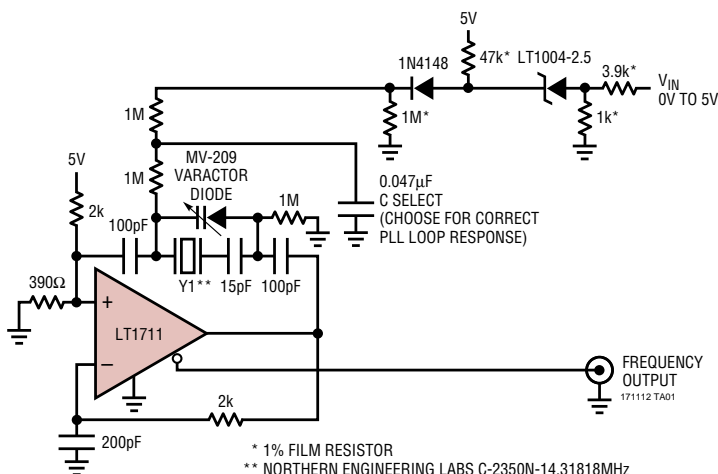 5V
1N4148
47k*
LT1004-2.5
3.9k*
VIN
0V TO 5V
1M
1M*
1k*
MV-209
VARACTOR
DIODE
5V
1M
1M
0.047µF
C SELECT
(CHOOSE FOR CORRECT
PLL LOOP RESPONSE)
2k
100pF
Y1**
15pF
100pF
390Ω
+
LT1711
−
FREQUENCY
OUTPUT
171112 TA01
2k
200pF
* 1% FILM RESISTOR
** NORTHERN ENGINEERING LABS C-2350N-14.31818MHz